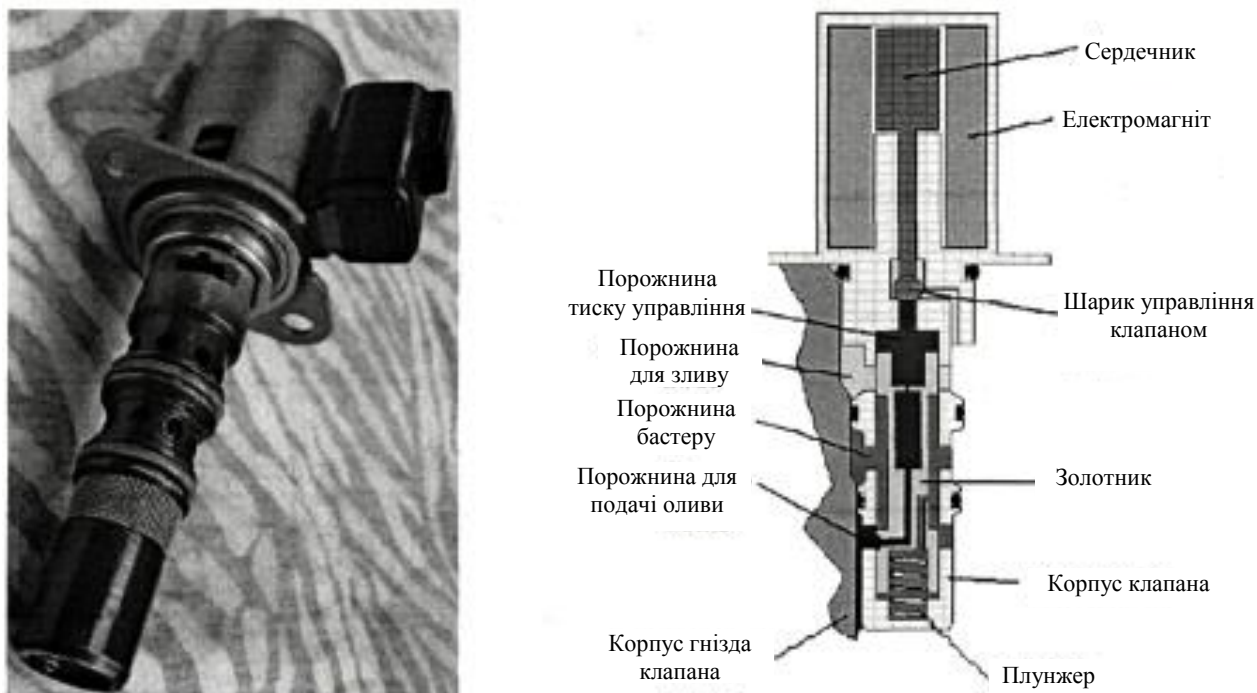 Сердечник
Електромагніт
Порожнина
тиску управління
Шарик управління
клапаном
Порожнина
для зливу
Порожнина
бастеру
Порожнина для
подачі оливи
Золотник
Корпус клапана
Корпус гнізда
клапана
Плунжер